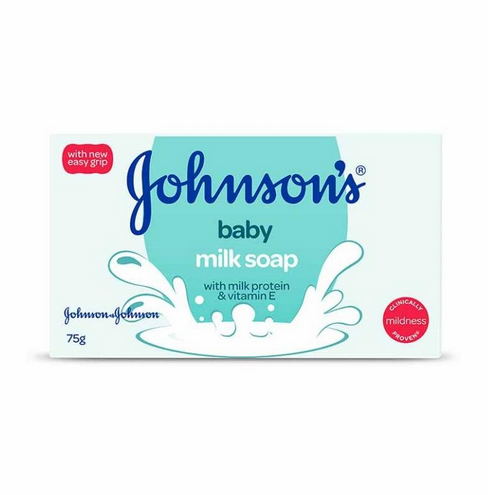 with new
easy grip
Johnson's®
baby
milk soap
with milk protein
& vitamin E
Johnson & Johnson
75g
CLINICALLY
mildness
PROVEN*